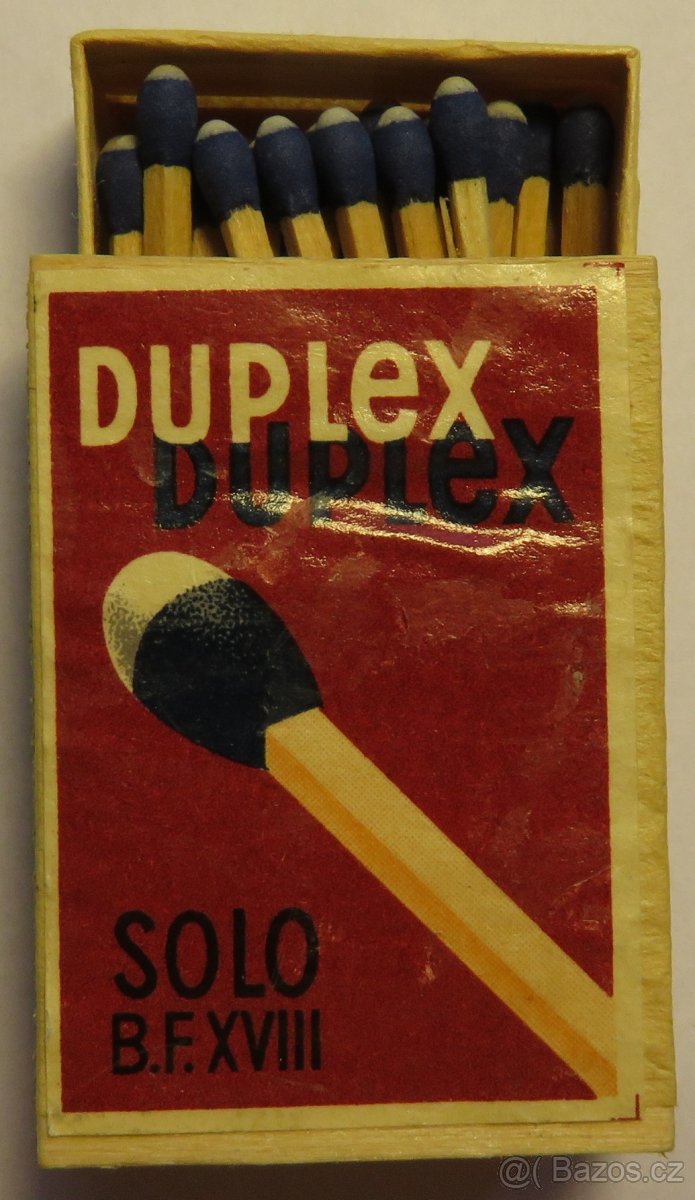 DUPLex
DUPLex
SOLO
B.F. XVIII
@( Bazos.cz